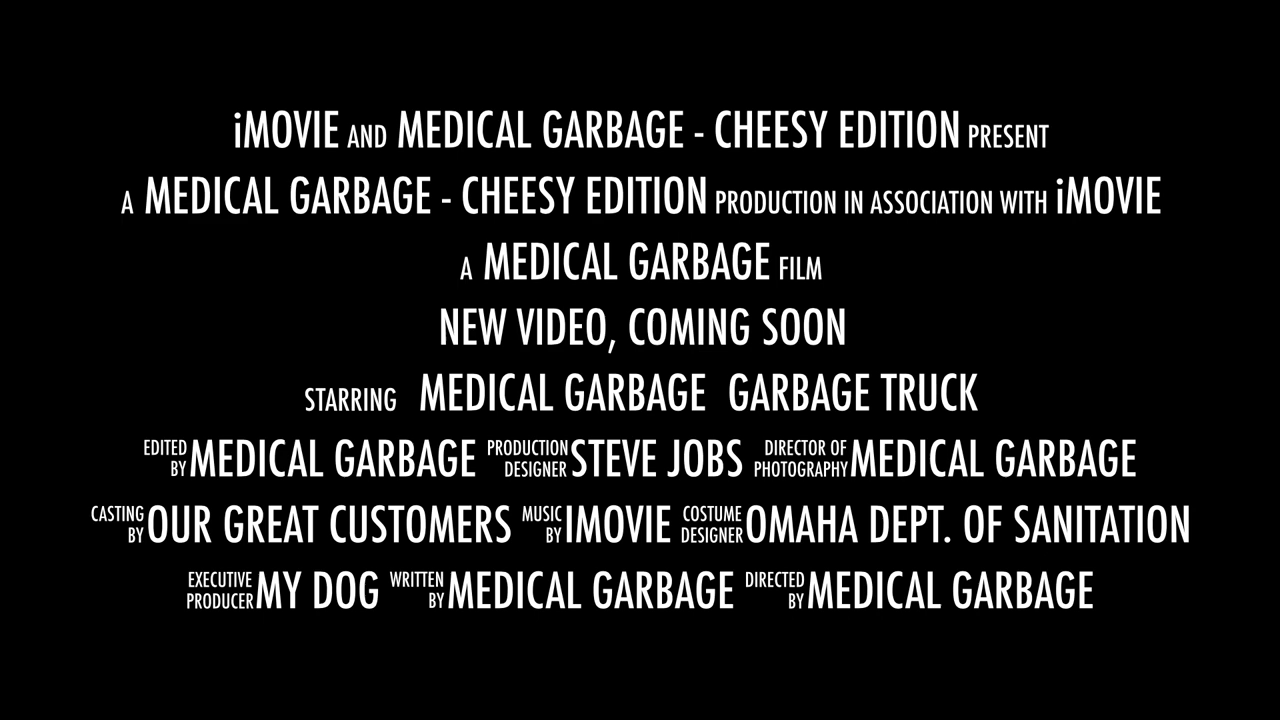 iMOVIE AND MEDICAL GARBAGE - CHEESY EDITION PRESENT
A MEDICAL GARBAGE - CHEESY EDITION PRODUCTION IN ASSOCIATION WITH iMOVIE
A MEDICAL GARBAGE FILM
NEW VIDEO, COMING SOON
STARRING MEDICAL GARBAGE GARBAGE TRUCK
EDITED BY MEDICAL GARBAGE PRODUCTION DESIGNER STEVE JOBS DIRECTOR OF PHOTOGRAPHY MEDICAL GARBAGE
CASTING BY OUR GREAT CUSTOMERS MUSIC BY IMOVIE COSTUME DESIGNER OMAHA DEPT. OF SANITATION
EXECUTIVE PRODUCER MY DOG WRITTEN BY MEDICAL GARBAGE DIRECTED BY MEDICAL GARBAGE